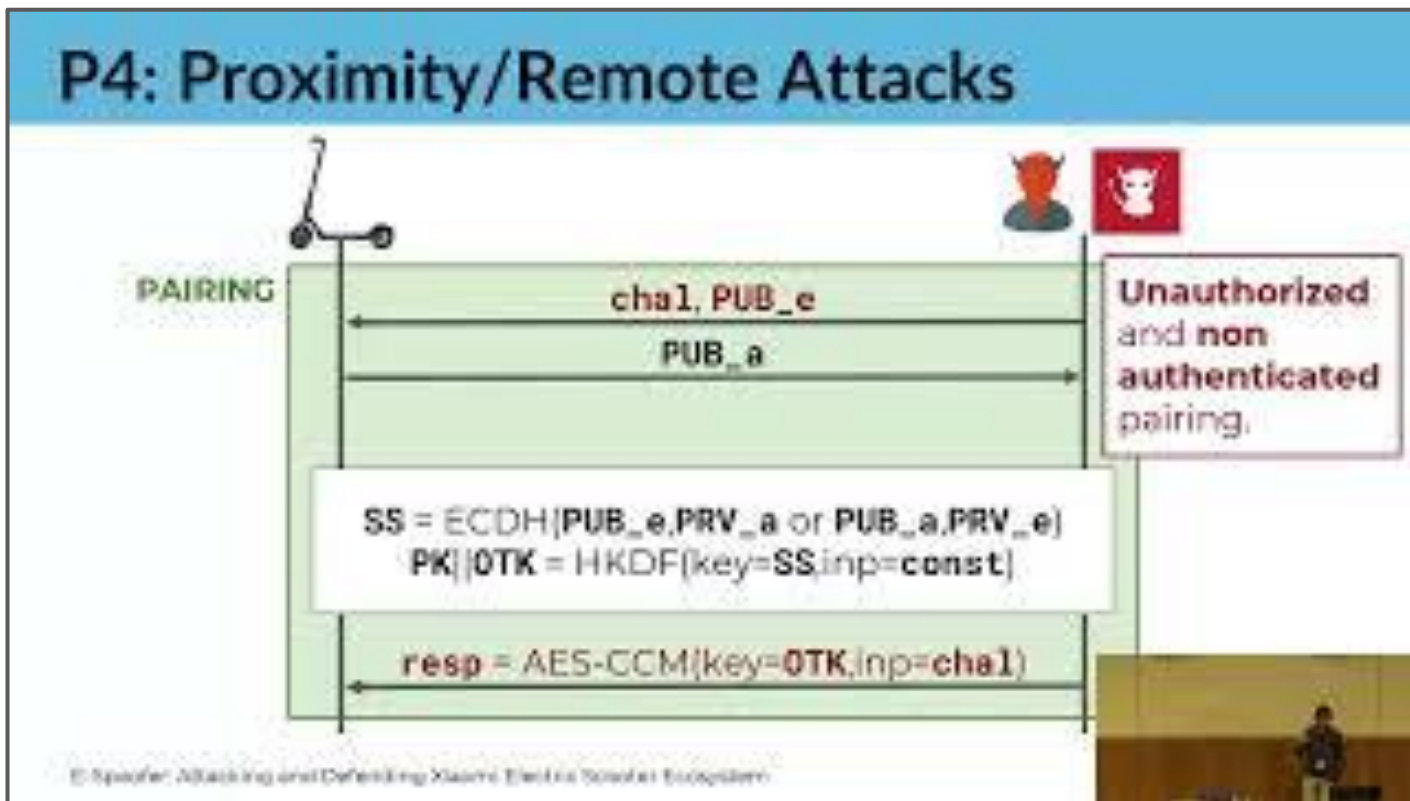 P4: Proximity/Remote Attacks
PAIRING
chal, PUB_e
PUB_a
Unauthorized
and non
authenticated
pairing.
SS = ECDH(PUB_e,PRV_a or PUB_a,PRV_e)
PK||OTK = HKDF(key=SS,inp=const)
resp = AES-CCM(key=OTK,inp=chal)
E-Spoofer: Attacking and Defending Xiaomi Electric Scooter Ecosystem